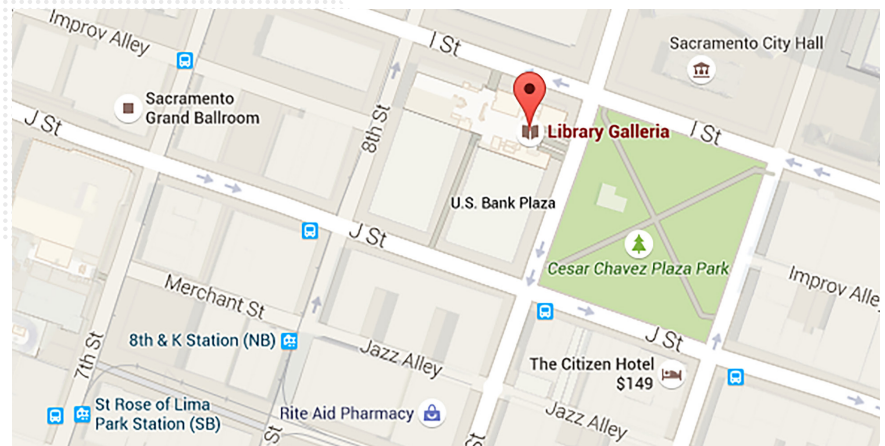 Improv Alley
I St
Sacramento City Hall
Sacramento
Grand Ballroom
J St
8th St
Library Galleria
I St
U.S. Bank Plaza
J St
Cesar Chavez Plaza Park
Improv Alley
Merchant St
7th St
8th & K Station (NB)
Jazz Alley
J St
The Citizen Hotel
$149
St Rose of Lima
Park Station (SB)
Rite Aid Pharmacy
Jazz Alley
St
St